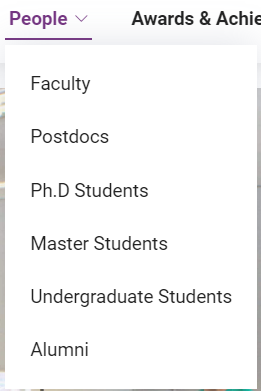 People
Awards & Achie
Faculty
Postdocs
Ph.D Students
Master Students
Undergraduate Students
Alumni